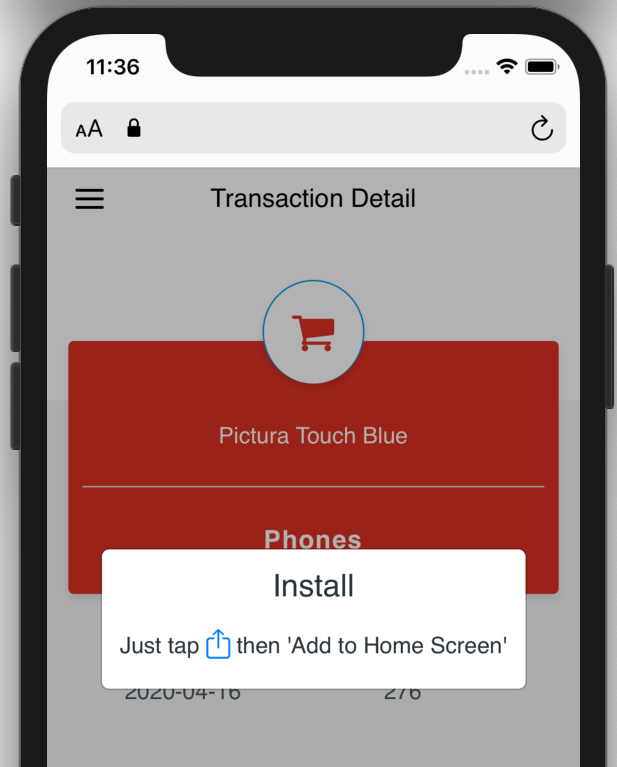 11:36
AA
Transaction Detail
Pictura Touch Blue
Phones
Install
Just tap then 'Add to Home Screen'
2020-04-16 276